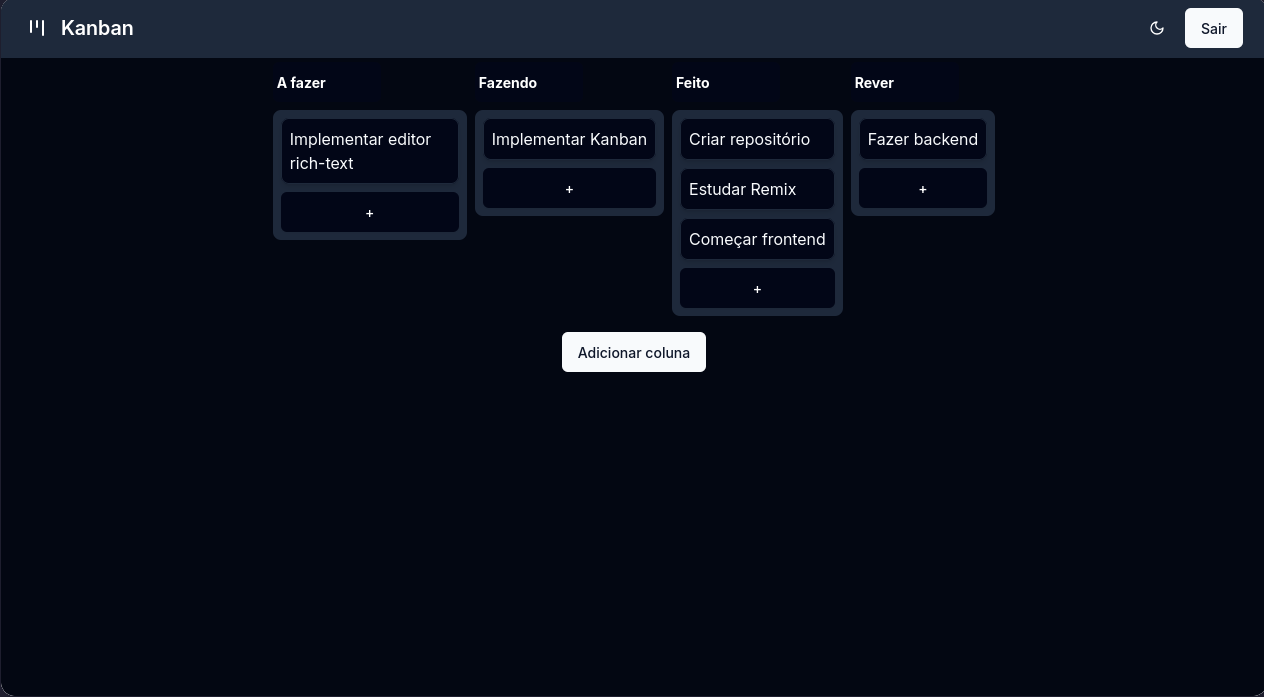 Kanban
Sair
A fazer
Implementar editor
rich-text
+
Fazendo
Implementar Kanban
+
Feito
Criar repositório
Estudar Remix
Começar frontend
+
Rever
Fazer backend
+
Adicionar coluna